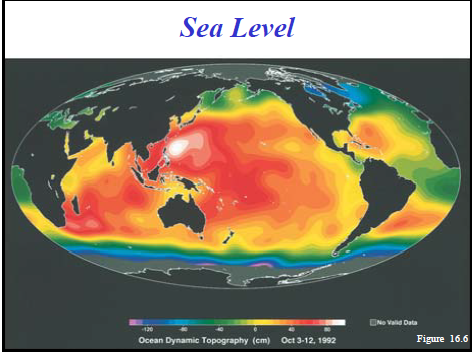 Sea Level
-120 -80 -40 0 40 80
No Valid Data
Ocean Dynamic Topography (cm) Oct 3-12, 1992
Figure 16.6